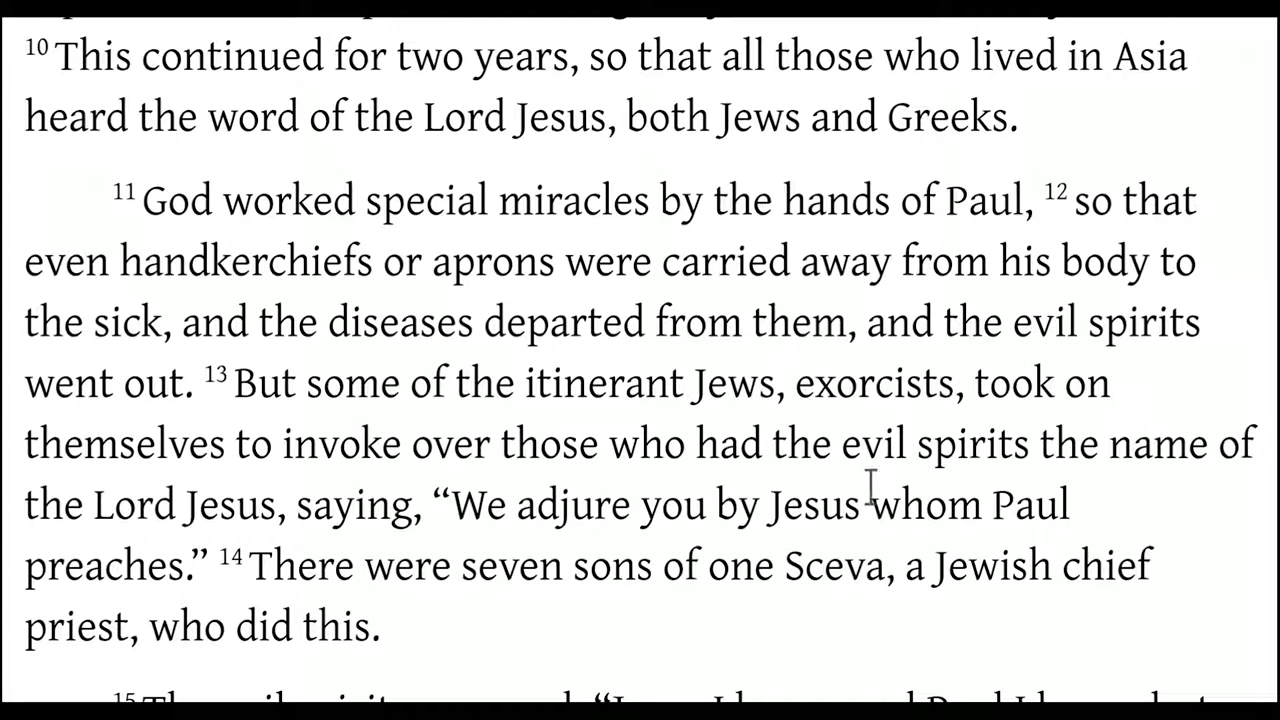 10 This continued for two years, so that all those who lived in Asia
heard the word of the Lord Jesus, both Jews and Greeks.
11 God worked special miracles by the hands of Paul, 12 so that
even handkerchiefs or aprons were carried away from his body to
the sick, and the diseases departed from them, and the evil spirits
went out. 13 But some of the itinerant Jews, exorcists, took on
themselves to invoke over those who had the evil spirits the name of
the Lord Jesus, saying, “We adjure you by Jesus whom Paul
preaches.” 14 There were seven sons of one Sceva, a Jewish chief
priest, who did this.